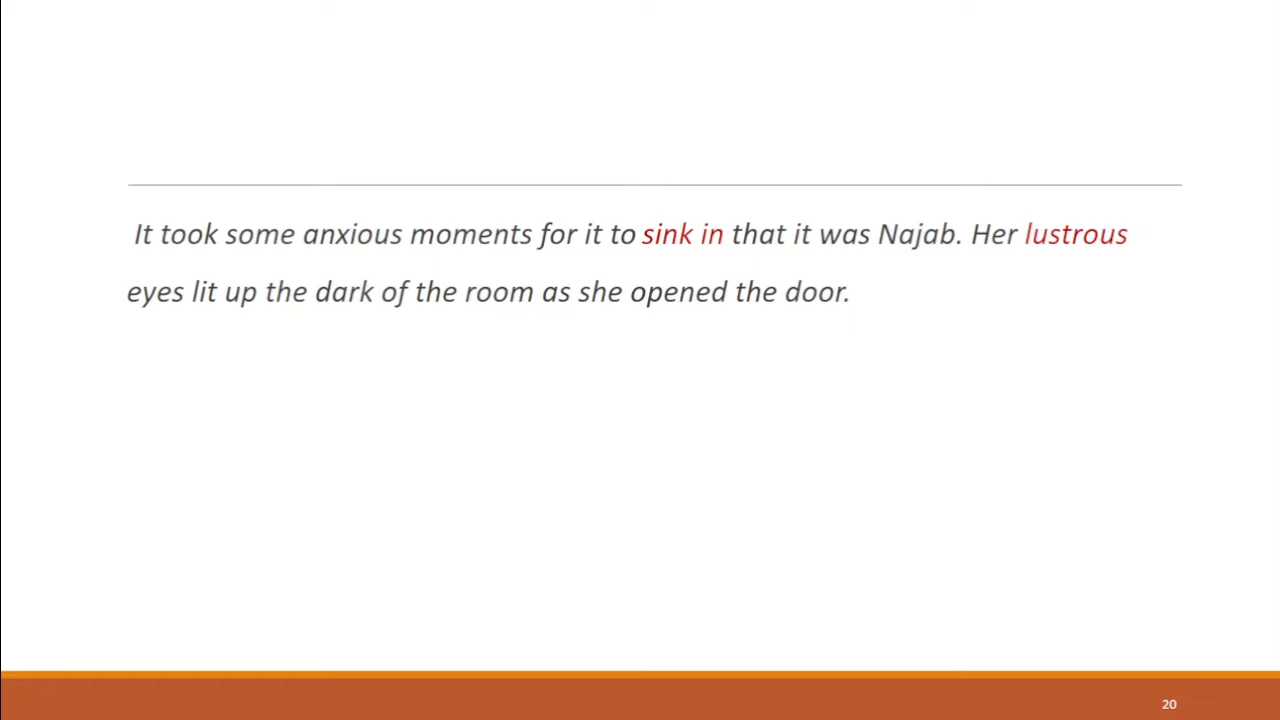 It took some anxious moments for it to sink in that it was Najab. Her lustrous
eyes lit up the dark of the room as she opened the door.
20